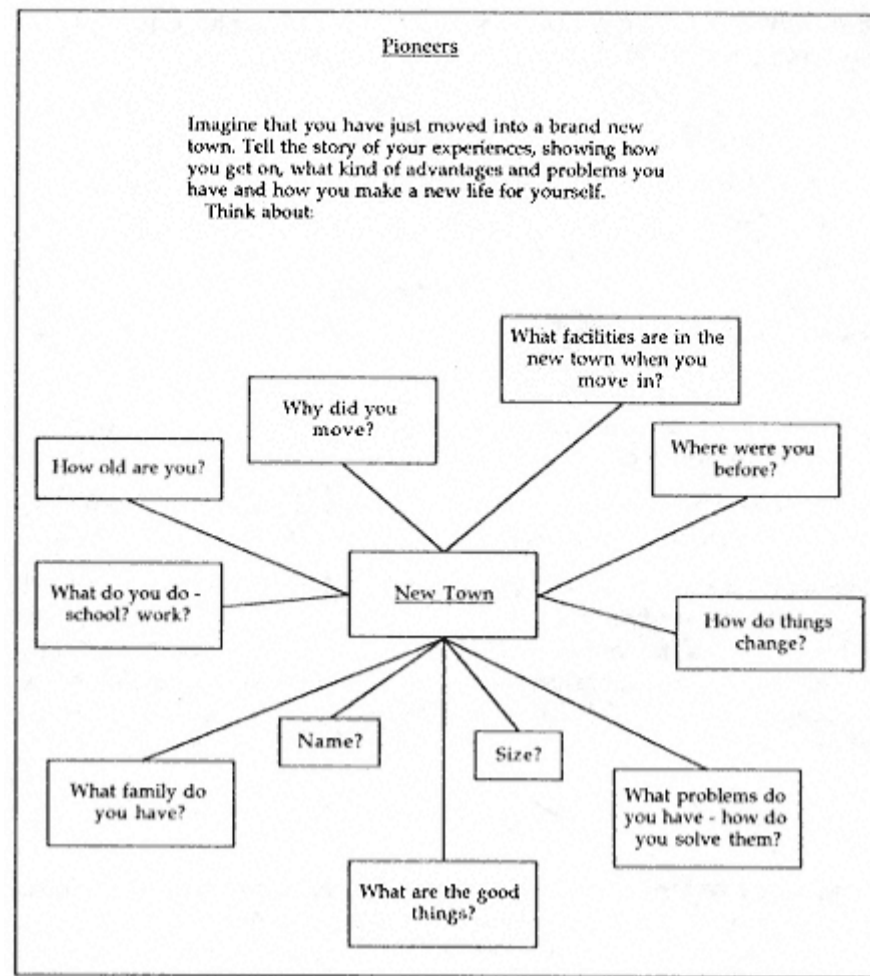 Pioneers
Imagine that you have just moved into a brand new
town. Tell the story of your experiences, showing how
you get on, what kind of advantages and problems you
have and how you make a new life for yourself.
Think about:
What facilities are in the
new town when you
move in?
Why did you
move?
Where were you
before?
How old are you?
New Town
What do you do -
school? work?
How do things
change?
Name?
Size?
What family do
you have?
What problems do
you have - how do
you solve them?
What are the good
things?